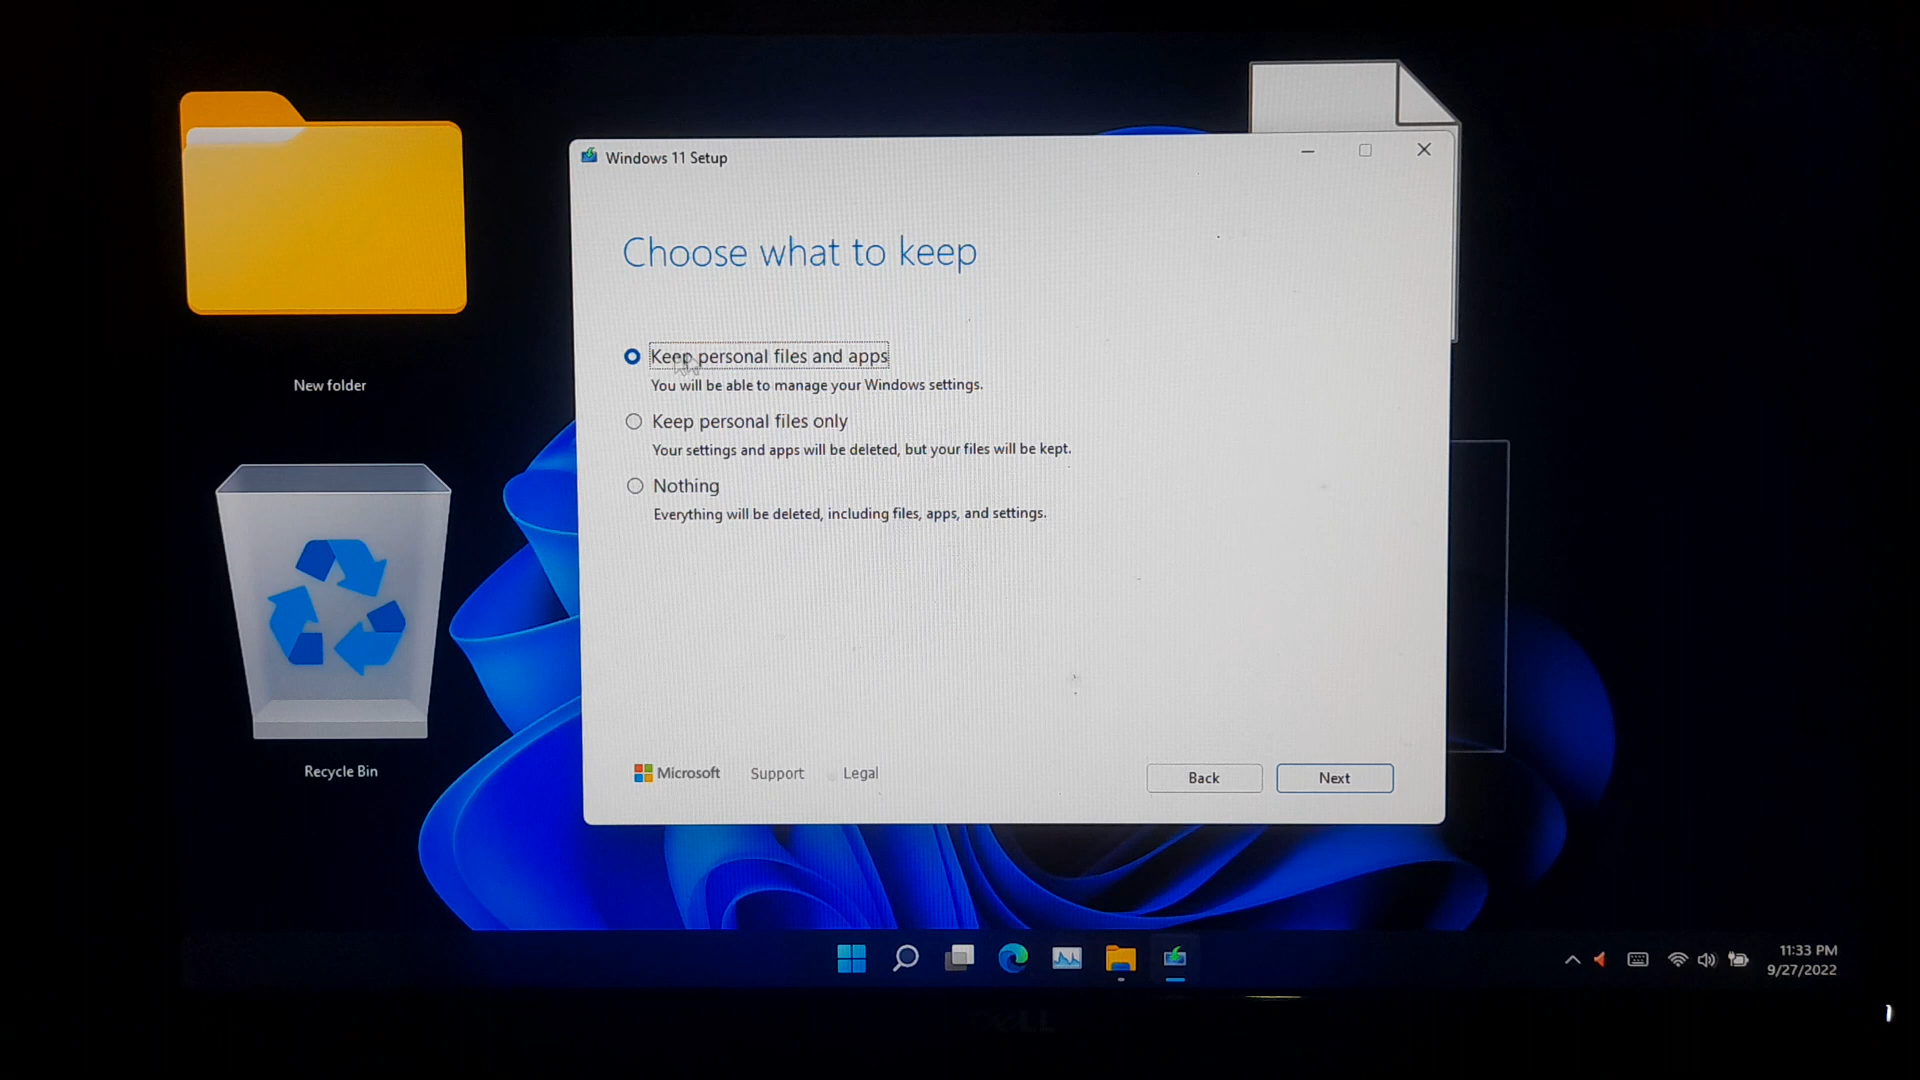 Windows 11 Setup
Choose what to keep
Keep personal files and apps
You will be able to manage your Windows settings.
Keep personal files only
Your settings and apps will be deleted, but your files will be kept.
Nothing
Everything will be deleted, including files, apps, and settings.
Microsoft Support Legal
Back Next
New folder
Recycle Bin
11:33 PM
9/27/2022
DELL